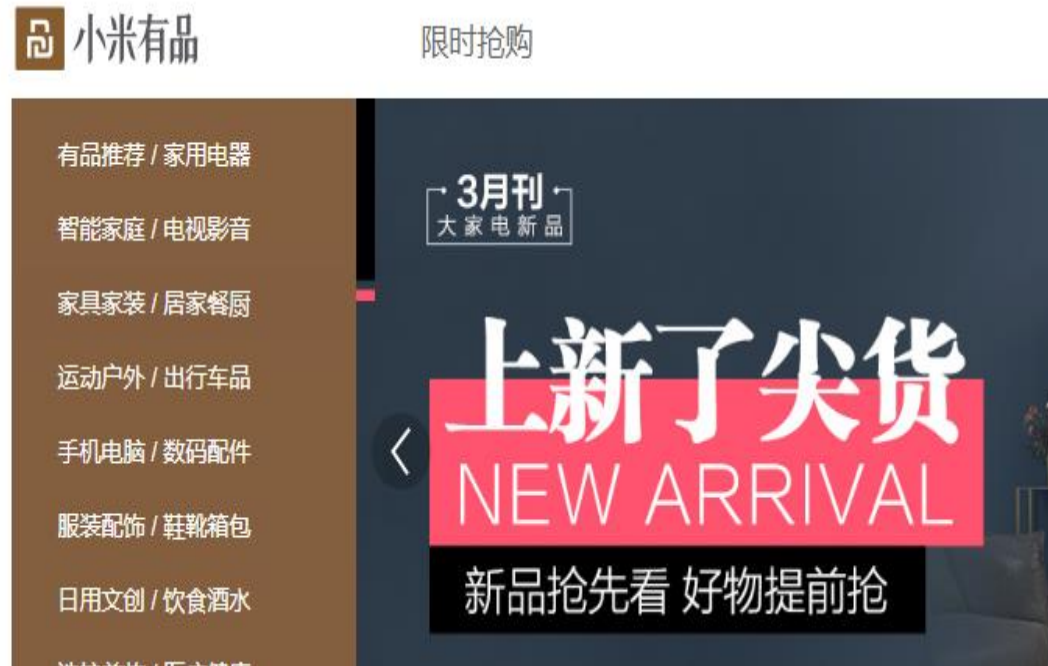 小米有品
限时抢购
有品推荐 / 家用电器
智能家庭 / 电视影音
家具家装 / 居家餐厨
运动户外 / 出行车品
手机电脑 / 数码配件
服装配饰 / 鞋靴箱包
日用文创 / 饮食酒水
3月刊
大家电新品
上新了尖货
NEW ARRIVAL
新品抢先看 好物提前抢